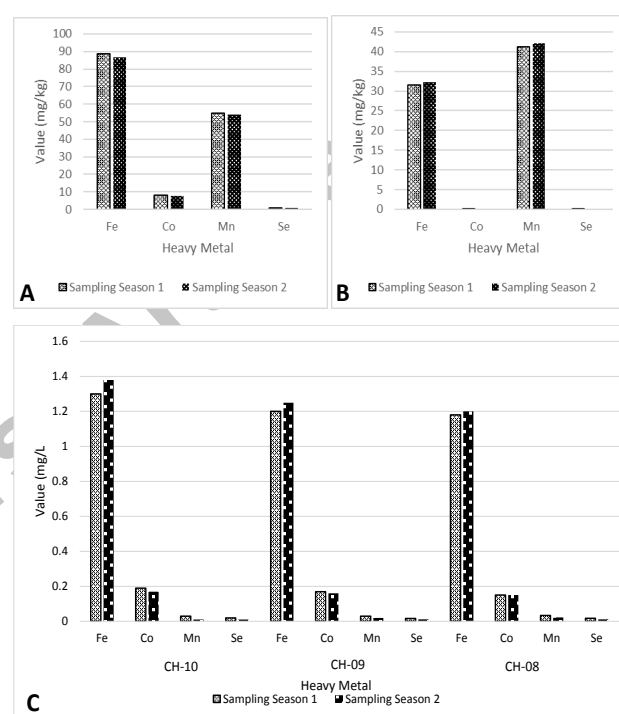 100
90
80
70
60
50
40
30
20
10
0
Value (mg/kg)
Fe Co Mn Se
Heavy Metal
Sampling Season 1 Sampling Season 2
A
45
40
35
30
25
20
15
10
5
0
Value (mg/kg)
Fe Co Mn Se
Heavy Metal
Sampling Season 1 Sampling Season 2
B
1.6
1.4
1.2
1
0.8
0.6
0.4
0.2
0
Value (mg/L
Fe Co Mn Se Fe Co Mn Se Fe Co Mn Se
CH-10 CH-09 CH-08
Heavy Metal
Sampling Season 1 Sampling Season 2
C